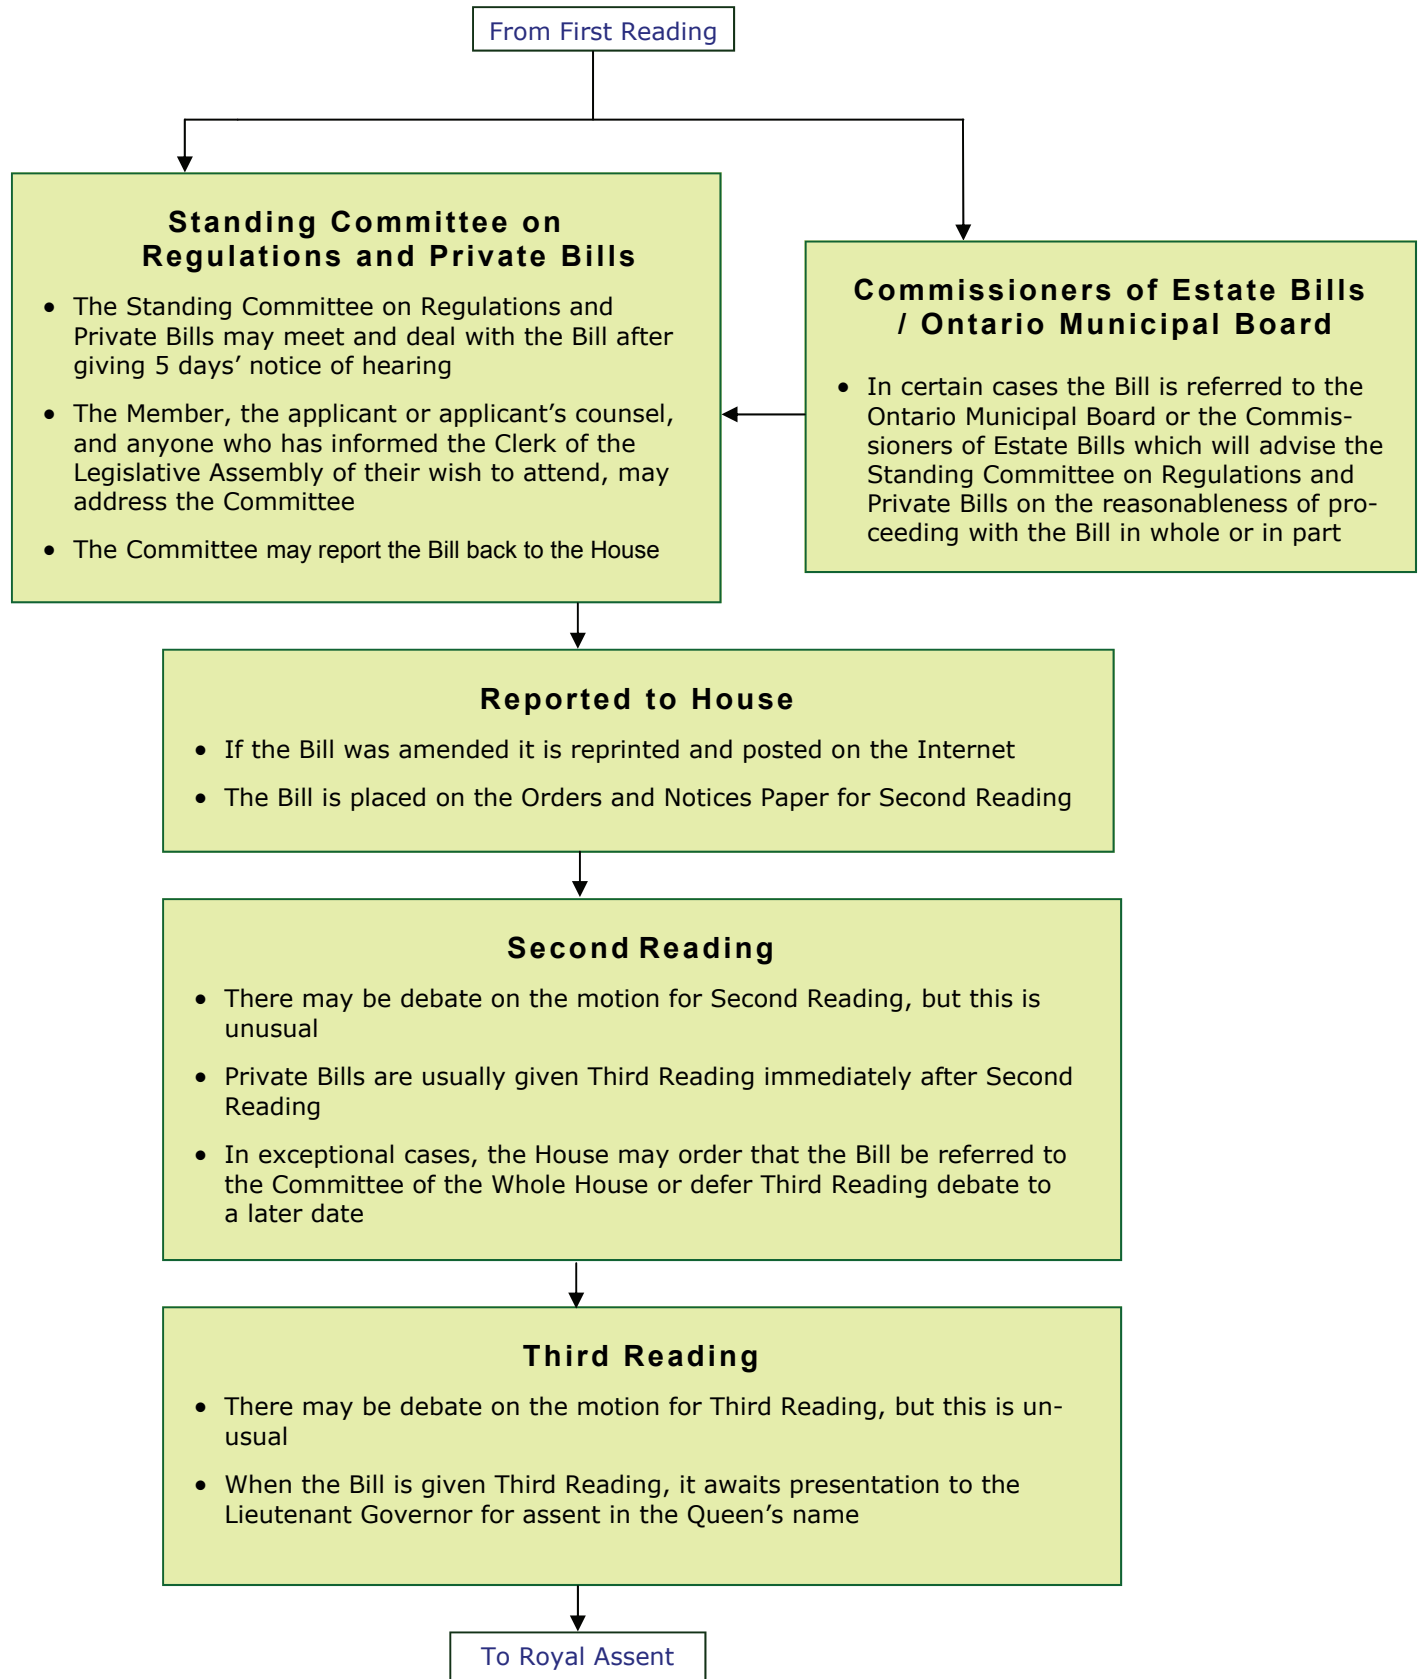 From First Reading
Standing Committee on
Regulations and Private Bills
• The Standing Committee on Regulations and
Private Bills may meet and deal with the Bill after
giving 5 days’ notice of hearing
• The Member, the applicant or applicant’s counsel,
and anyone who has informed the Clerk of the
Legislative Assembly of their wish to attend, may
address the Committee
• The Committee may report the Bill back to the House
Commissioners of Estate Bills
/ Ontario Municipal Board
• In certain cases the Bill is referred to the
Ontario Municipal Board or the Commis-
sioners of Estate Bills which will advise the
Standing Committee on Regulations and
Private Bills on the reasonableness of pro-
ceeding with the Bill in whole or in part
Reported to House
• If the Bill was amended it is reprinted and posted on the Internet
• The Bill is placed on the Orders and Notices Paper for Second Reading
Second Reading
• There may be debate on the motion for Second Reading, but this is
unusual
• Private Bills are usually given Third Reading immediately after Second
Reading
• In exceptional cases, the House may order that the Bill be referred to
the Committee of the Whole House or defer Third Reading debate to
a later date
Third Reading
• There may be debate on the motion for Third Reading, but this is un-
usual
• When the Bill is given Third Reading, it awaits presentation to the
Lieutenant Governor for assent in the Queen’s name
To Royal Assent